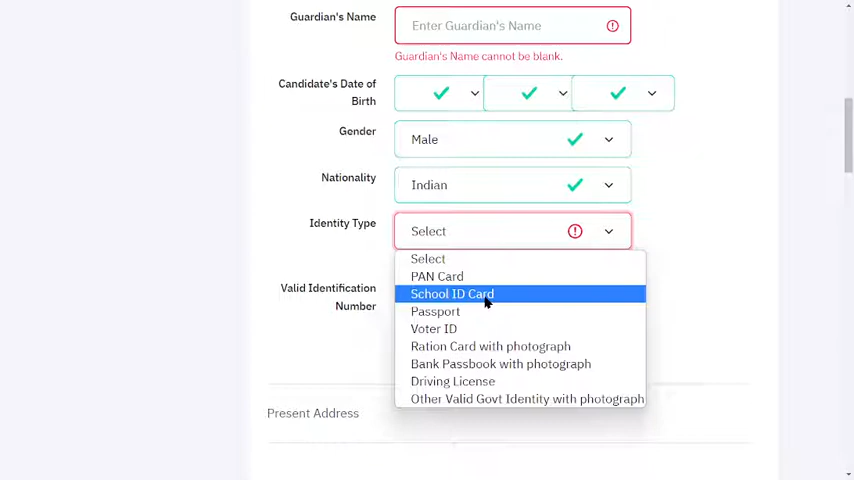 Guardian's Name
Enter Guardian's Name
Guardian's Name cannot be blank.
Candidate's Date of
Birth
Gender
Male
Nationality
Indian
Identity Type
Select
Select
PAN Card
School ID Card
Valid Identification
Number
Passport
Voter ID
Ration Card with photograph
Bank Passbook with photograph
Driving License
Other Valid Govt Identity with photograph
Present Address